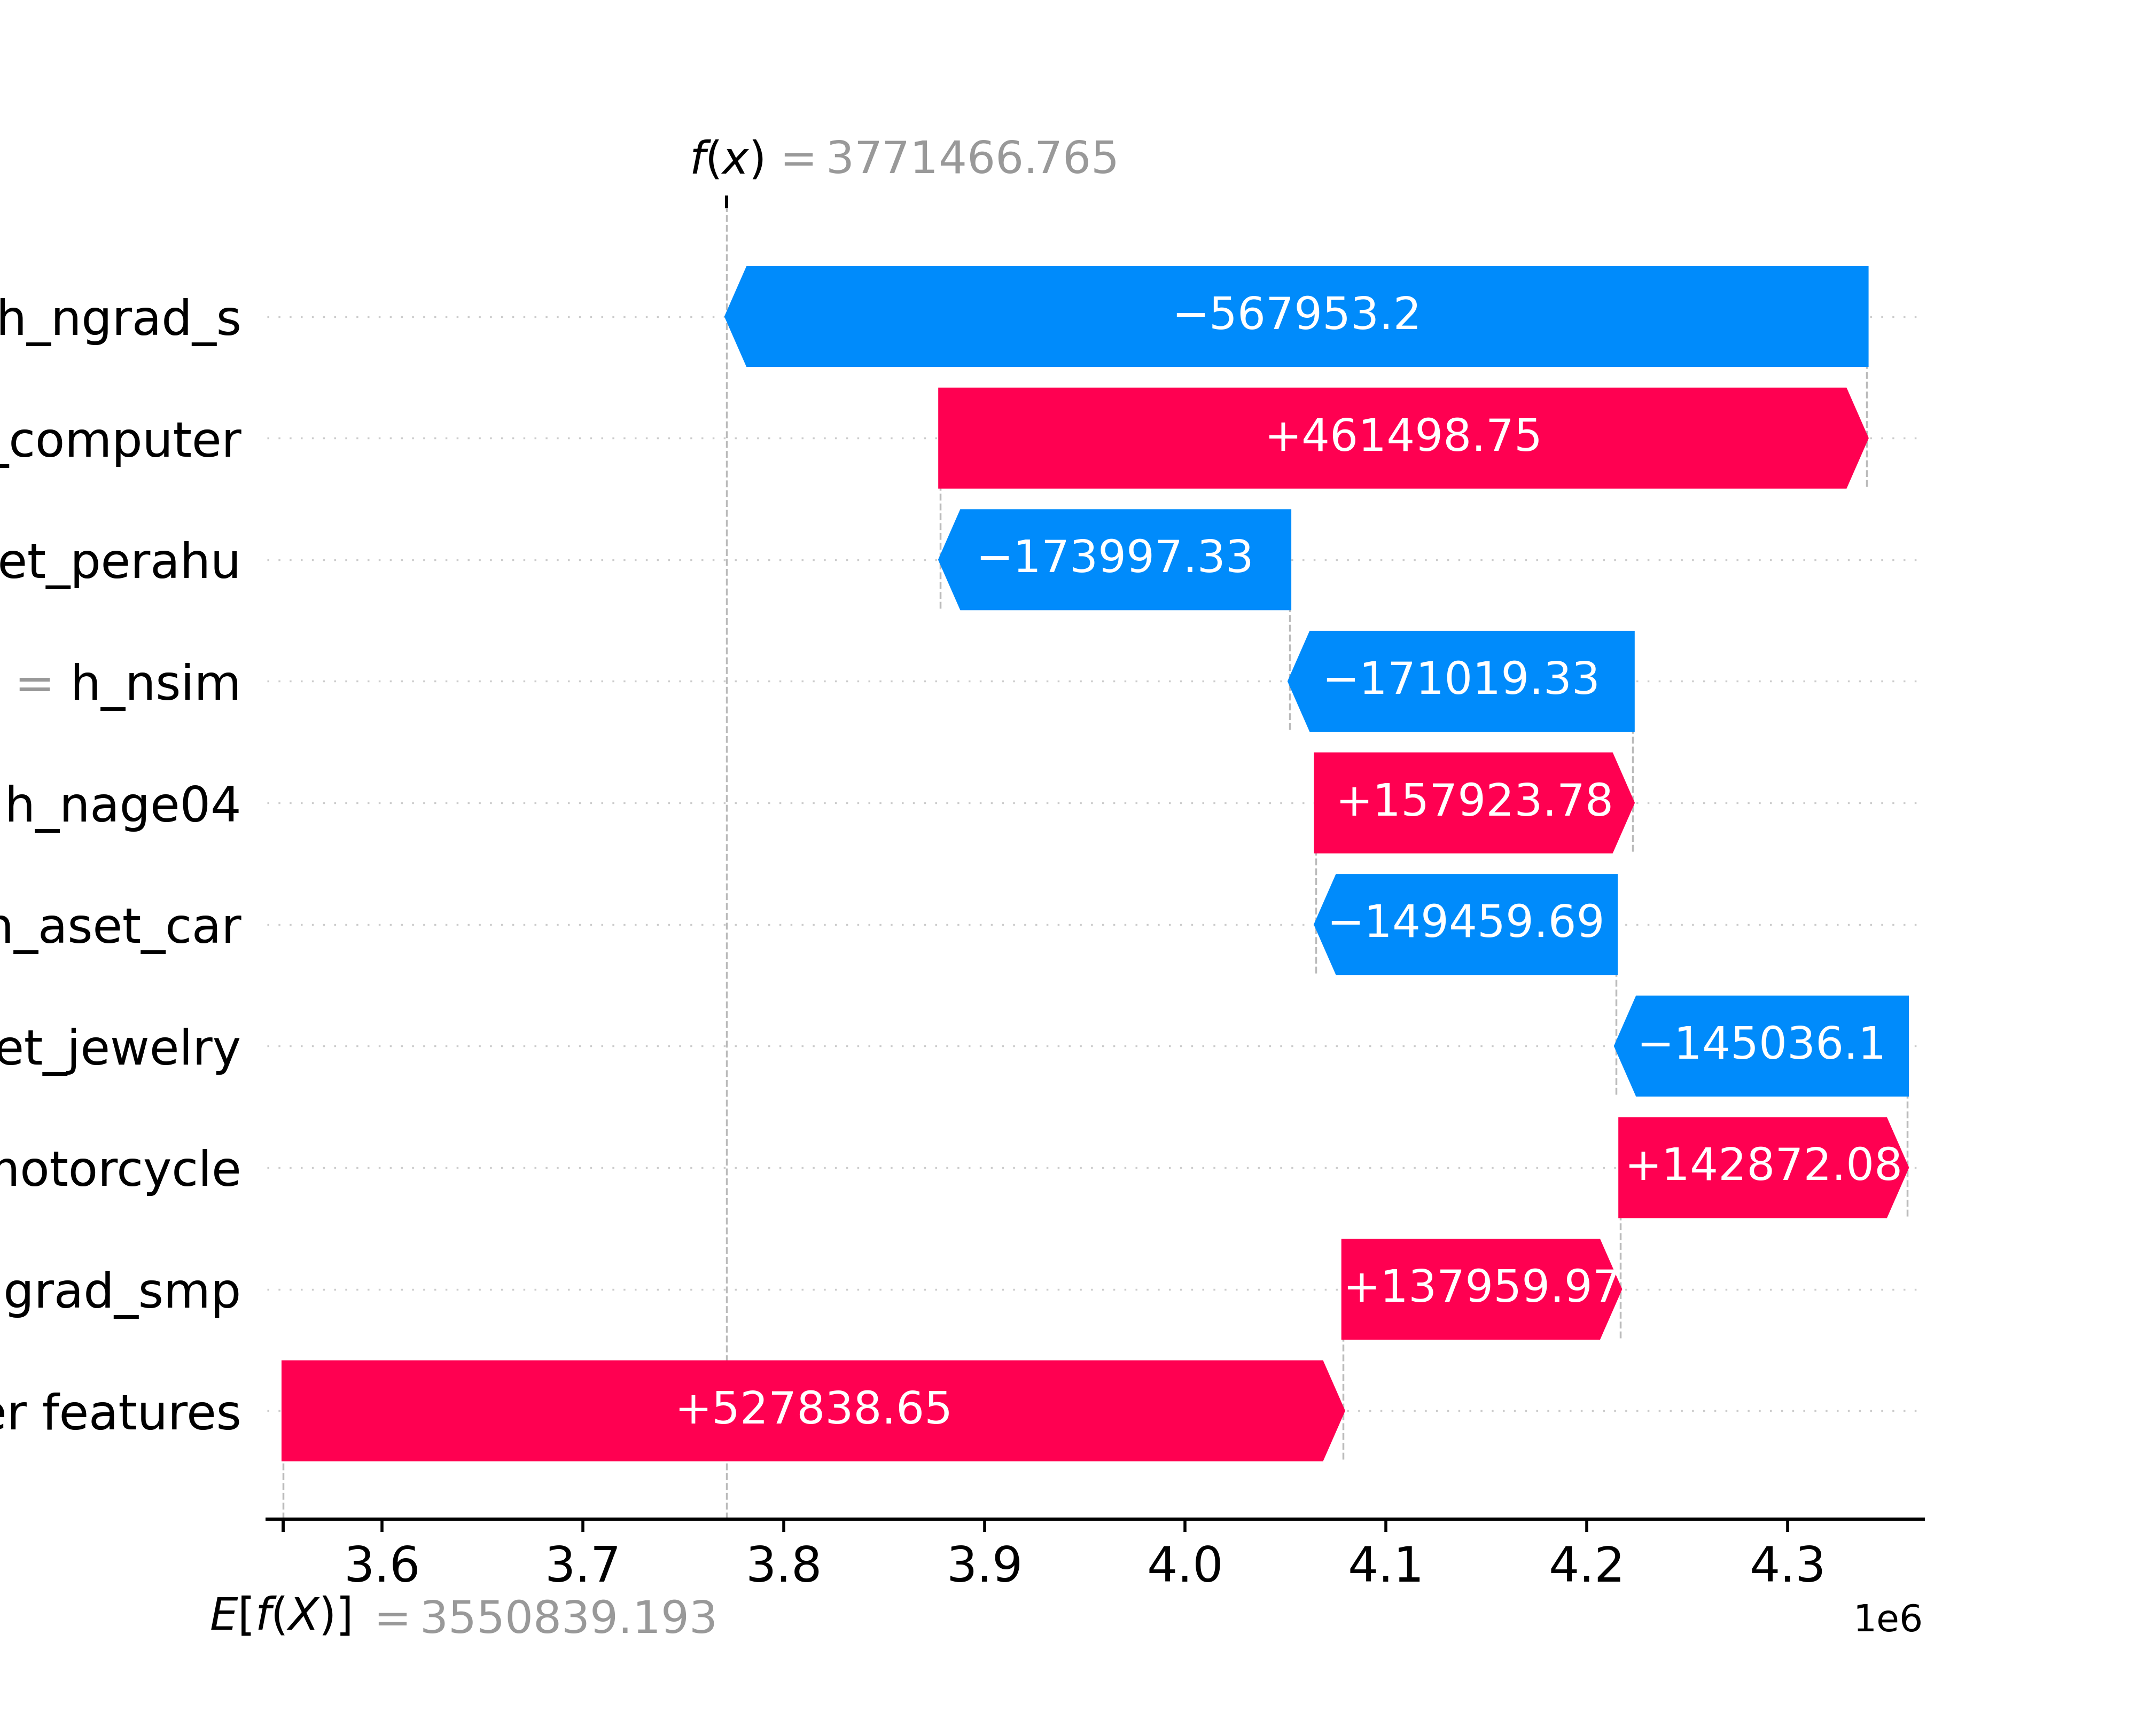 f(x) = 3771466.765
h_ngrad_s −567953.2
_computer +461498.75
et_perahu −173997.33
= h_nsim −171019.33
h_nage04 +157923.78
h_aset_car −149459.69
et_jewelry −145036.1
motorcycle +142872.08
grad_smp +137959.97
er features +527838.65
3.6 3.7 3.8 3.9 4.0 4.1 4.2 4.3
E[f(X)] = 3550839.193
1e6